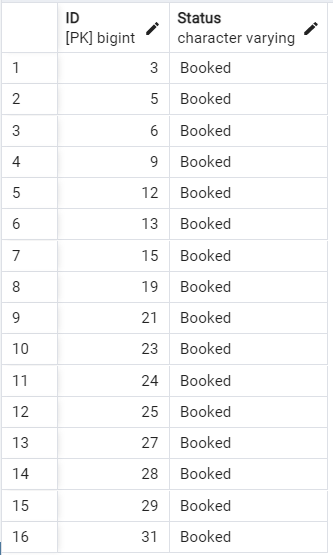 ID Status
[PK] bigint character varying
1 3 Booked
2 5 Booked
3 6 Booked
4 9 Booked
5 12 Booked
6 13 Booked
7 15 Booked
8 19 Booked
9 21 Booked
10 23 Booked
11 24 Booked
12 25 Booked
13 27 Booked
14 28 Booked
15 29 Booked
16 31 Booked